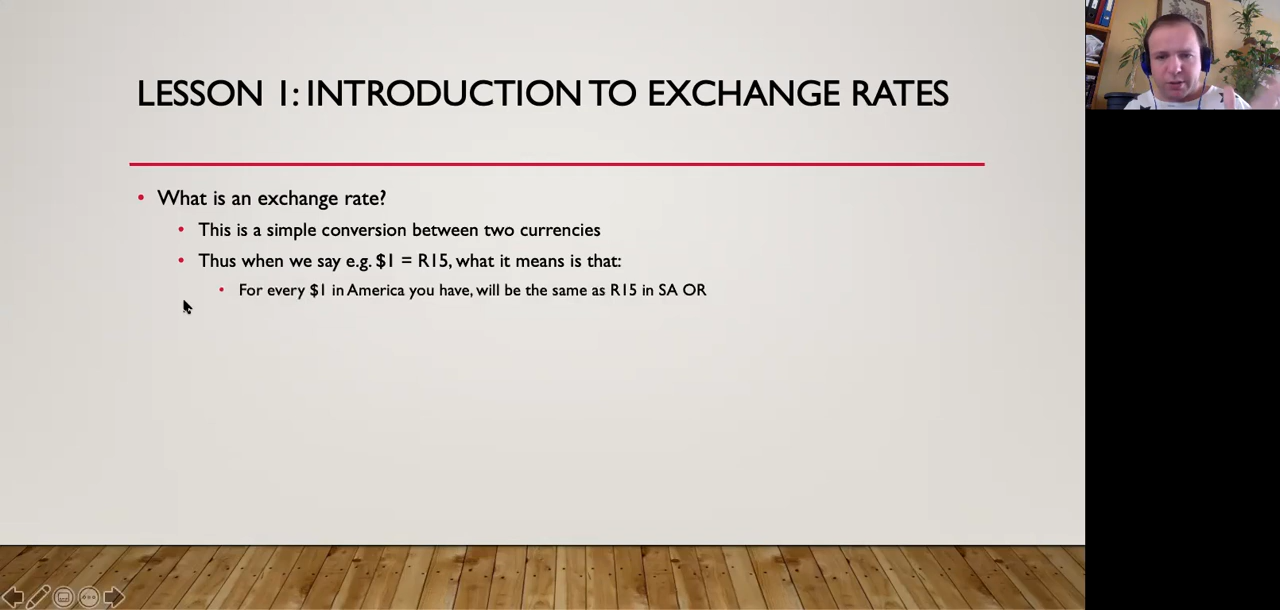 LESSON 1: INTRODUCTION TO EXCHANGE RATES
• What is an exchange rate?
• This is a simple conversion between two currencies
• Thus when we say e.g. $1 = R15, what it means is that:
• For every $1 in America you have, will be the same as R15 in SA OR